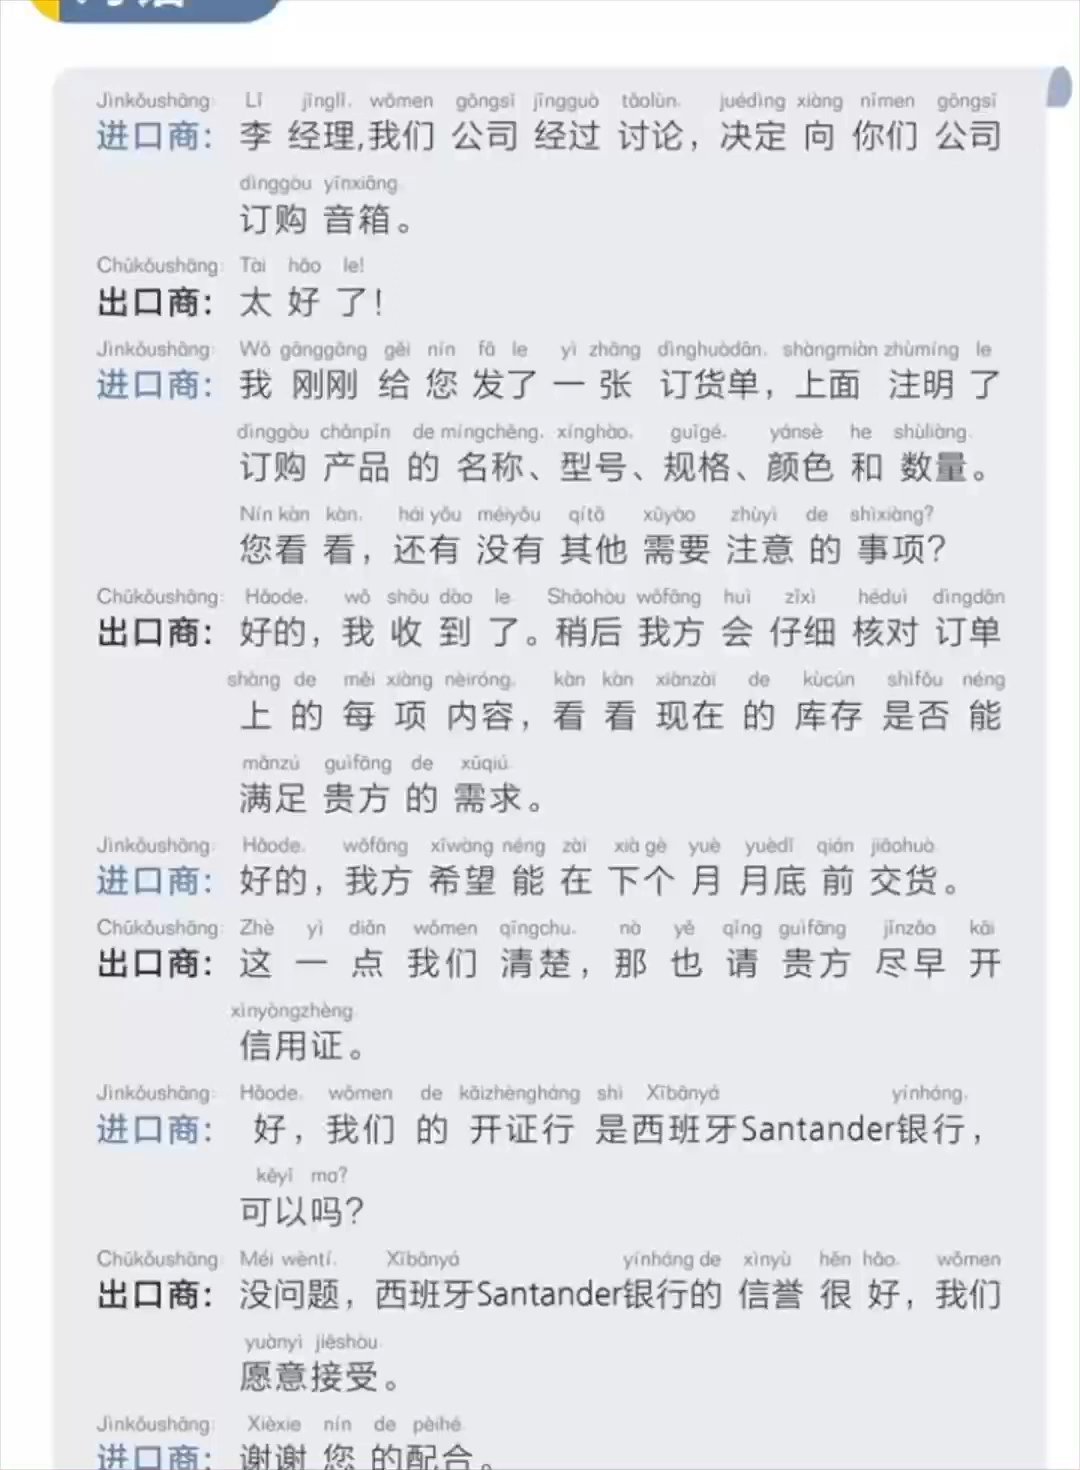 Jìnkǒushāng: Lǐ jīnglǐ, wǒmen gōngsī jīngguò tǎolùn, juédìng xiàng nǐmen gōngsī
进口商：李 经理,我们 公司 经过 讨论，决定 向 你们 公司
dìnggòu yīnxiāng.
订购 音箱。
Chūkǒushāng: Tài hǎo le!
出口商：太 好 了！
Jìnkǒushāng: Wǒ gānggāng gěi nín fā le yì zhāng dìnghuòdān, shàngmiàn zhùmíng le
进口商：我 刚刚 给 您 发了 一 张 订货单，上面 注明 了
dìnggòu chǎnpǐn de míngchēng, xínghào, guīgé, yánsè he shùliàng.
订购 产品 的 名称、型号、规格、颜色 和 数量。
Nín kàn kàn, hái yǒu méiyǒu qítā xūyào zhùyì de shìxiàng?
您看 看，还有 没有 其他 需要 注意 的 事项？
Chūkǒushāng: Hǎode, wǒ shōu dào le. Shāohòu wǒfāng huì zǐxì héduì dìngdān
出口商：好的，我 收 到 了。稍后 我方 会 仔细 核对 订单
shàng de měi xiàng nèiróng, kàn kàn xiànzài de kùcún shìfǒu néng
上 的 每 项 内容，看 看 现在 的 库存 是否 能
mǎnzú guìfāng de xūqiú.
满足 贵方 的 需求。
Jìnkǒushāng: Hǎode, wǒfāng xīwàng néng zài xià gè yuè yuèdǐ qián jiāohuò.
进口商：好的，我方 希望 能 在 下个 月 月底 前 交货。
Chūkǒushāng: Zhè yì diǎn wǒmen qīngchu, nà yě qǐng guìfāng jǐnzǎo kāi
出口商：这 一 点 我们 清楚，那 也 请 贵方 尽早 开
xìnyòngzhèng.
信用证。
Jìnkǒushāng: Hǎode, wǒmen de kāizhèngháng shì Xībānyá yínháng,
进口商：好，我们 的 开证行 是西班牙Santander银行，
kěyǐ ma?
可以吗？
Chūkǒushāng: Méi wèntí, Xībānyá yínháng de xìnyù hěn hǎo, wǒmen
出口商：没问题，西班牙Santander银行的 信誉 很 好，我们
yuànyì jiēshòu.
愿意接受。
Jìnkǒushāng: Xièxie nín de pèihé.
进口商：谢谢 您 的配合。